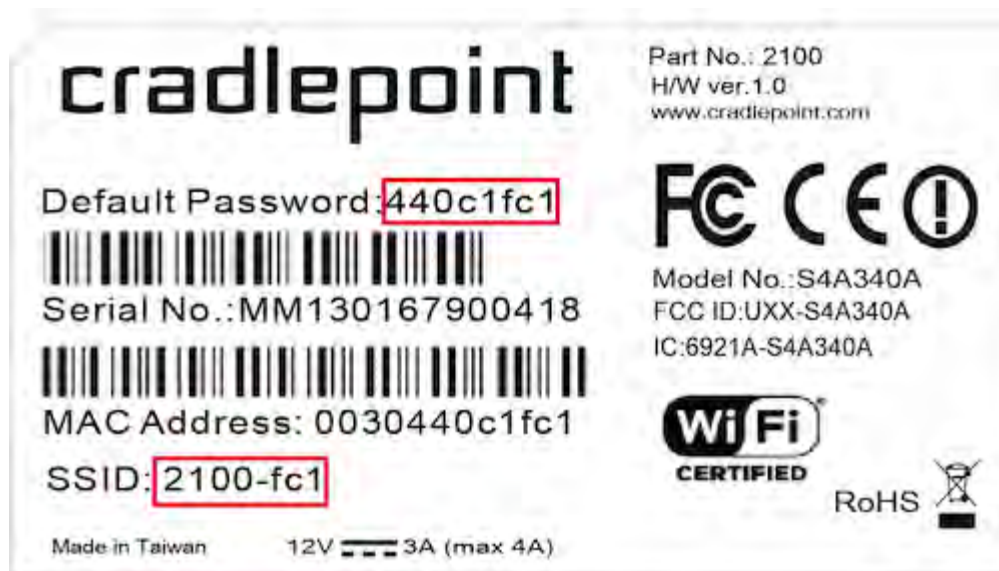 cradlepoint
Default Password:440c1fc1
Serial No.:MM130167900418
MAC Address: 0030440c1fc1
SSID: 2100-fc1
Made in Taiwan 12V 3A (max 4A)
Part No.: 2100
H/W ver.1.0
www.cradlepoint.com
FC CE
Model No.:S4A340A
FCC ID:UXX-S4A340A
IC:6921A-S4A340A
Wi Fi
CERTIFIED
RoHS